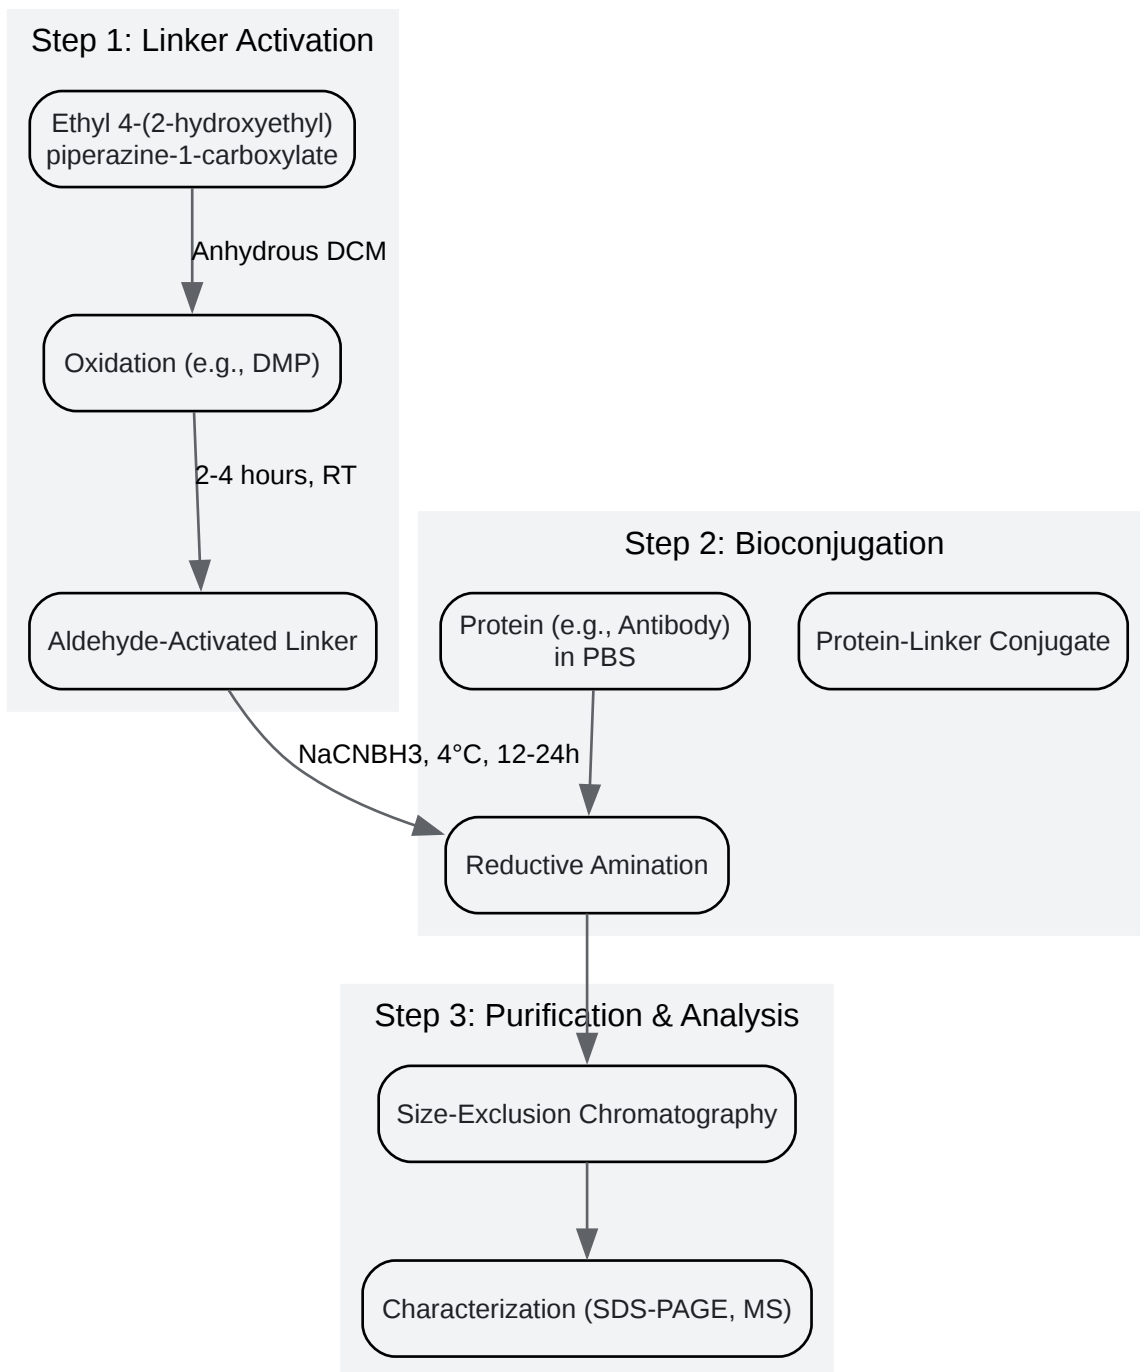 Step 1: Linker Activation
Ethyl 4-(2-hydroxyethyl)
piperazine-1-carboxylate
Anhydrous DCM
Oxidation (e.g., DMP)
2-4 hours, RT
Aldehyde-Activated Linker
Step 2: Bioconjugation
Protein (e.g., Antibody)
in PBS
Protein-Linker Conjugate
NaCNBH3, 4°C, 12-24h
Reductive Amination
Step 3: Purification & Analysis
Size-Exclusion Chromatography
Characterization (SDS-PAGE, MS)